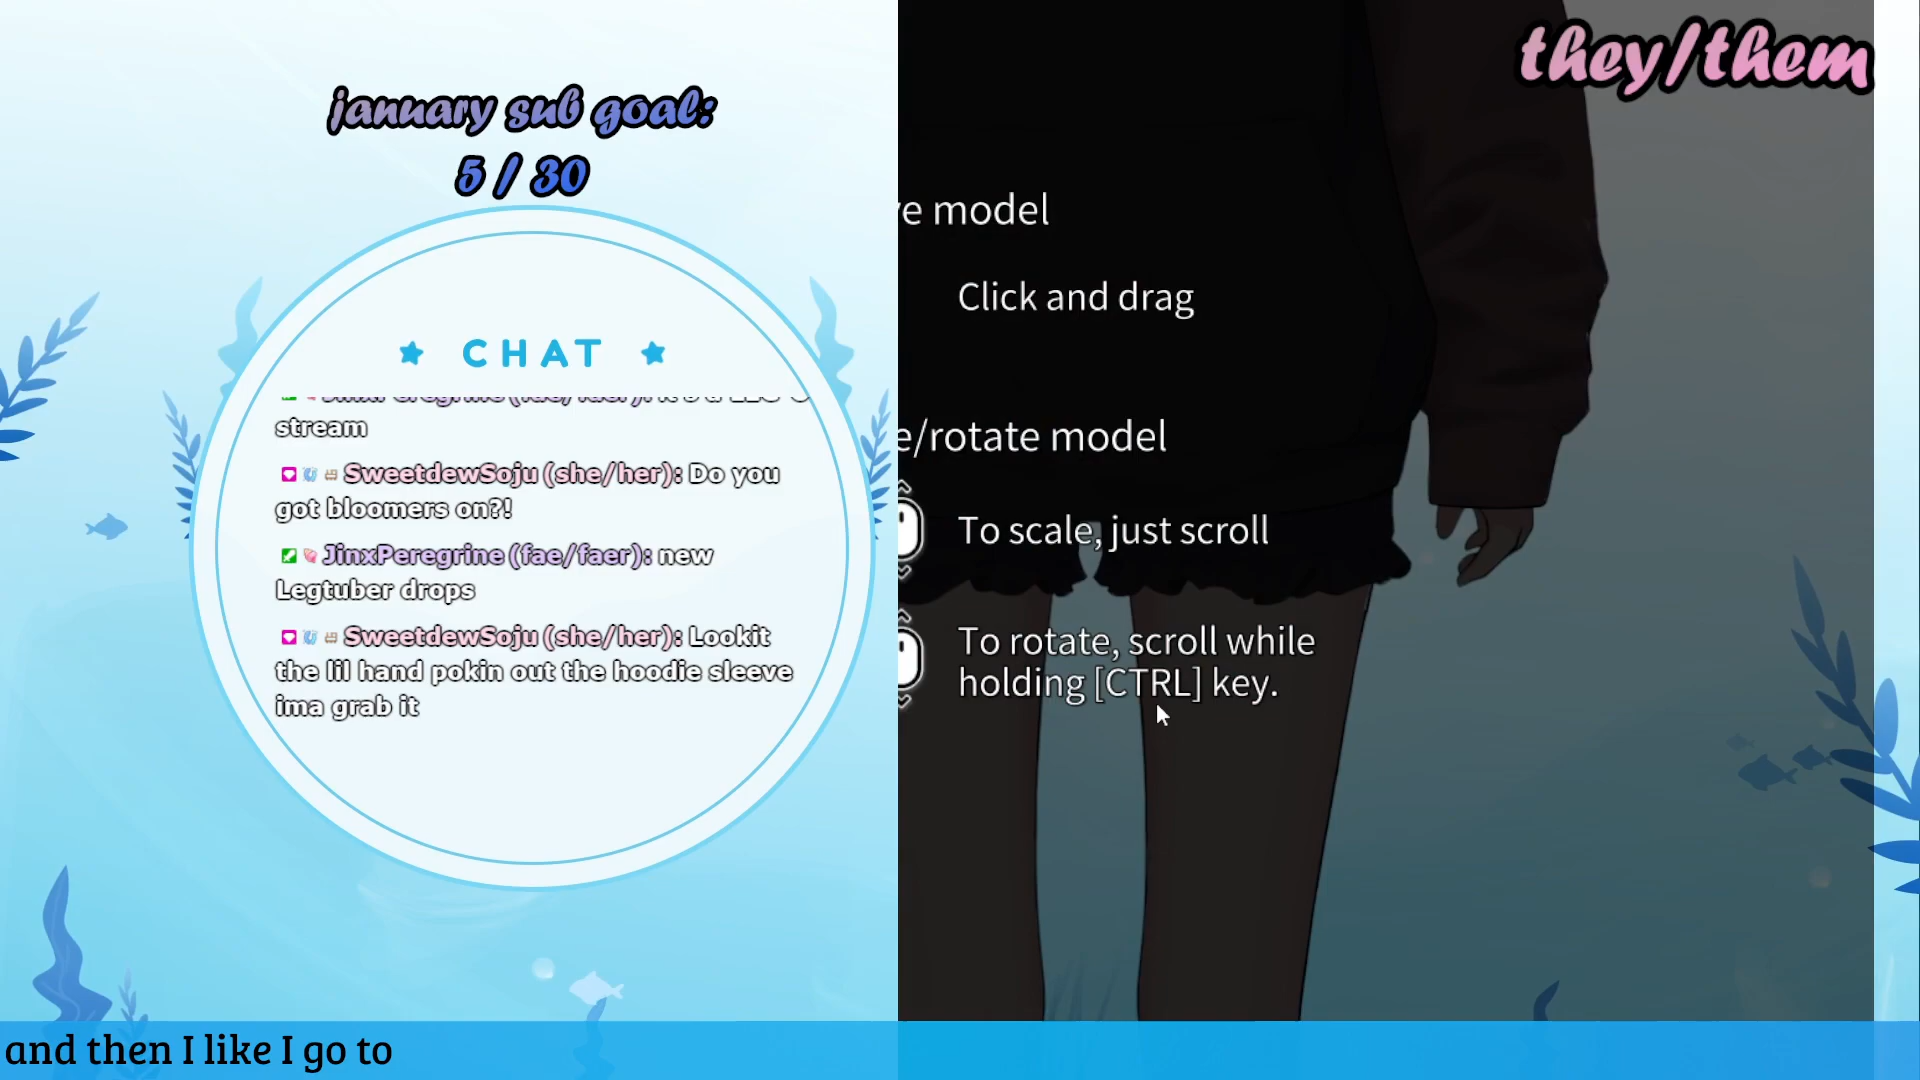 they/them
january sub goal:
5 / 30
CHAT
stream
SweetdewSoju (she/her): Do you
got bloomers on?!
JinxPeregrine (fae/faer): new
Legtuber drops
SweetdewSoju (she/her): Lookit
the lil hand pokin out the hoodie sleeve
ima grab it
e model
Click and drag
e/rotate model
To scale, just scroll
To rotate, scroll while
holding [CTRL] key.
and then I like I go to